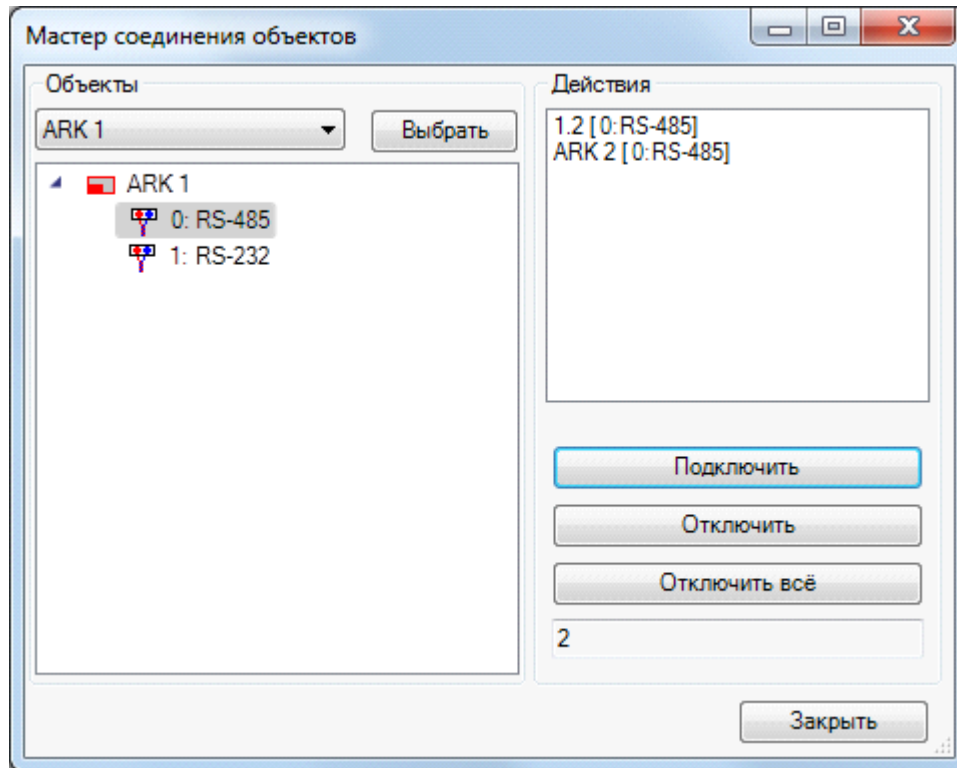 Мастер соединения объектов
Объекты
ARK 1
Выбрать
ARK 1
0: RS-485
1: RS-232
Действия
1.2 [ 0:RS-485]
ARK 2 [ 0:RS-485]
Подключить
Отключить
Отключить всё
2
Закрыть